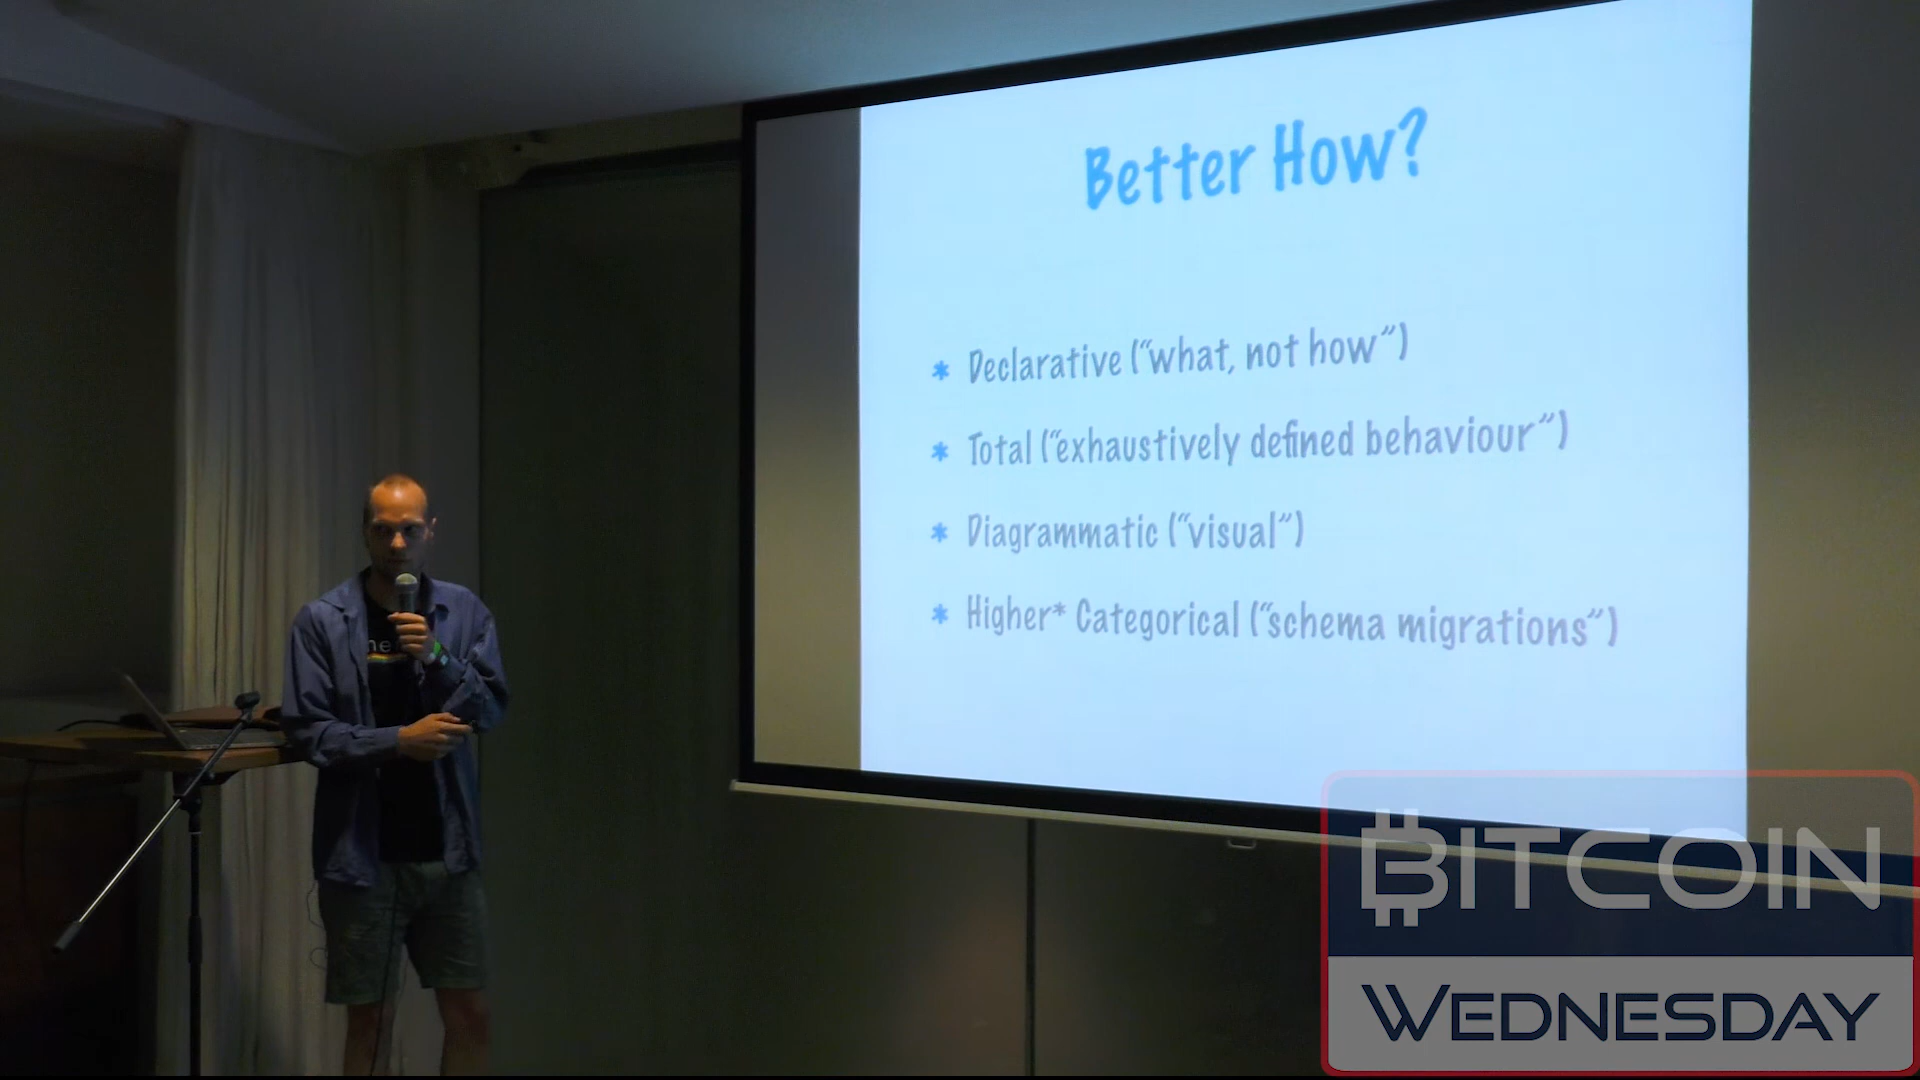 Better How?
* Declarative (“what, not how”)
* Total (“exhaustively defined behaviour”)
* Diagrammatic (“visual”)
* Higher* Categorical (“schema migrations”)
BITCOIN
WEDNESDAY